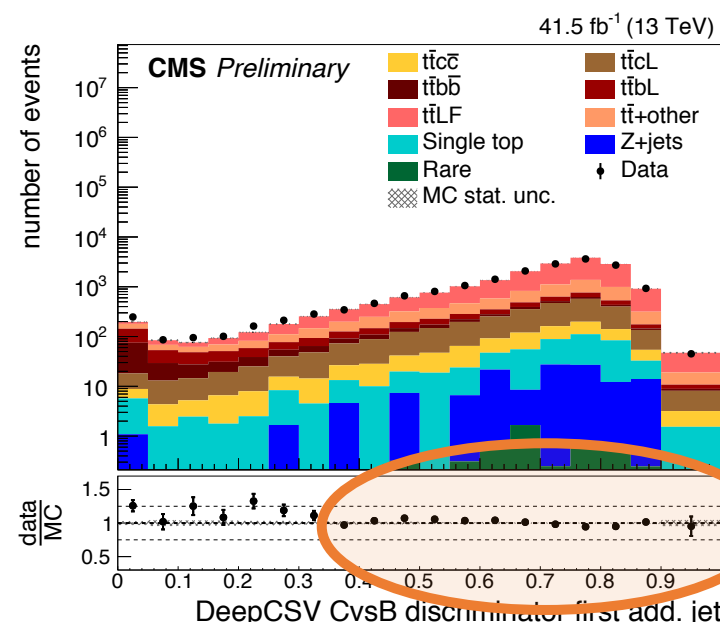 41.5 fb⁻¹ (13 TeV)
CMS Preliminary
tt̄cc̄
tt̄cL
tt̄bb̄
tt̄bL
tt̄LF
tt̄+other
Single top
Z+jets
Rare
Data
MC stat. unc.
number of events
10⁷
10⁶
10⁵
10⁴
10³
10²
10
1
data
MC
1.5
1
0.5
0 0.1 0.2 0.3 0.4 0.5 0.6 0.7 0.8 0.9
DeepCSV CvsB discriminator first add. jet